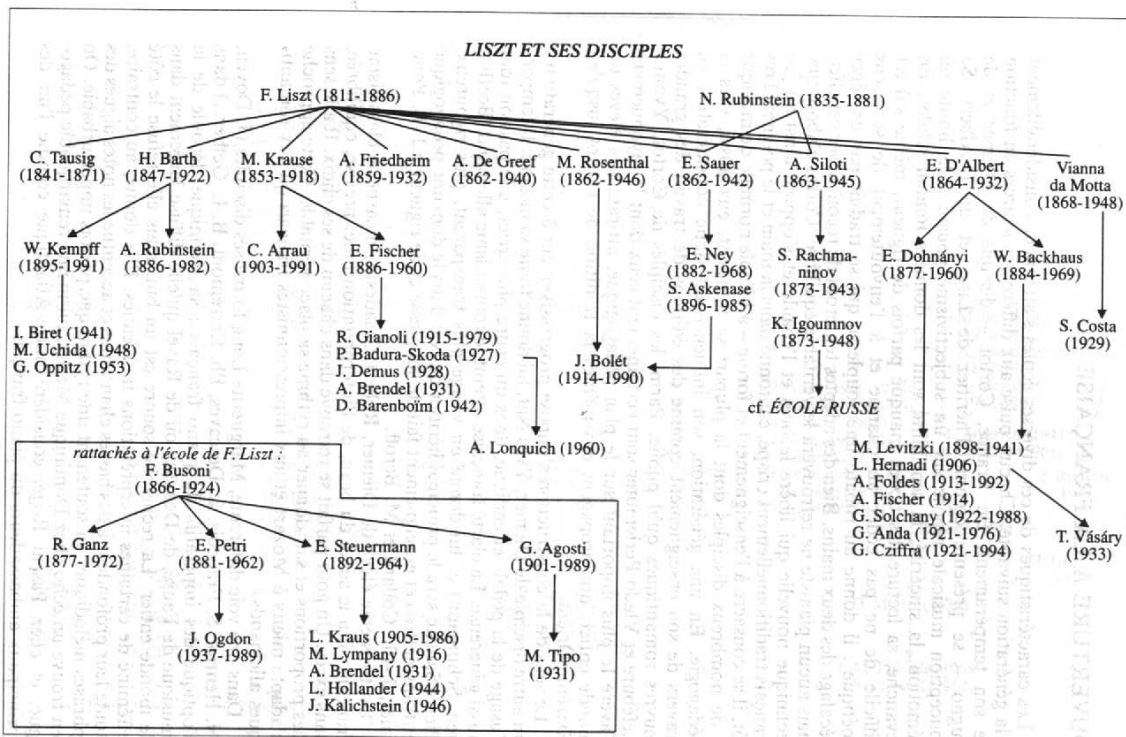 LISZT ET SES DISCIPLES
F. Liszt (1811-1886)
N. Rubinstein (1835-1881)
C. Tausig
(1841-1871)
H. Barth
(1847-1922)
M. Krause
(1853-1918)
A. Friedheim
(1859-1932)
A. De Greef
(1862-1940)
M. Rosenthal
(1862-1946)
E. Sauer
(1862-1942)
A. Siloti
(1863-1945)
E. D'Albert
(1864-1932)
Vianna
da Motta
(1868-1948)
W. Kempff
(1895-1991)
A. Rubinstein
(1886-1982)
C. Arrau
(1903-1991)
E. Fischer
(1886-1960)
E. Ney
(1882-1968)
S. Askenase
(1896-1985)
S. Rachma-
ninov
(1873-1943)
K. Igoumnov
(1873-1948)
E. Dohnányi
(1877-1960)
W. Backhaus
(1884-1969)
S. Costa
(1929)
I. Biret (1941)
M. Uchida (1948)
G. Oppitz (1953)
R. Gianoli (1915-1979)
P. Badura-Skoda (1927)
J. Demus (1928)
A. Brendel (1931)
D. Barenboïm (1942)
J. Bolét
(1914-1990)
cf. ÉCOLE RUSSE
A. Lonquich (1960)
M. Levitzki (1898-1941)
L. Hernadi (1906)
A. Foldes (1913-1992)
A. Fischer (1914)
G. Solchany (1922-1988)
G. Anda (1921-1976)
G. Cziffra (1921-1994)
T. Vásáry
(1933)
rattachés à l'école de F. Liszt :
F. Busoni
(1866-1924)
R. Ganz
(1877-1972)
E. Petri
(1881-1962)
E. Steuermann
(1892-1964)
G. Agosti
(1901-1989)
J. Ogdon
(1937-1989)
L. Kraus (1905-1986)
M. Lympany (1916)
A. Brendel (1931)
L. Hollander (1944)
J. Kalichstein (1946)
M. Tipo
(1931)